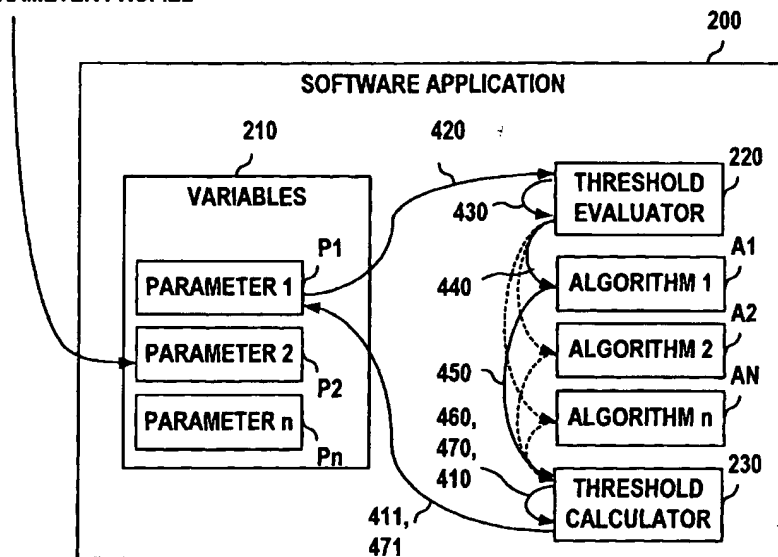 200
SOFTWARE APPLICATION
210
420
VARIABLES
THRESHOLD
EVALUATOR
220
430
P1
PARAMETER 1
440
ALGORITHM 1
A1
PARAMETER 2
P2
450
ALGORITHM 2
A2
PARAMETER n
Pn
460,
470,
410
ALGORITHM n
AN
THRESHOLD
CALCULATOR
230
411,
471